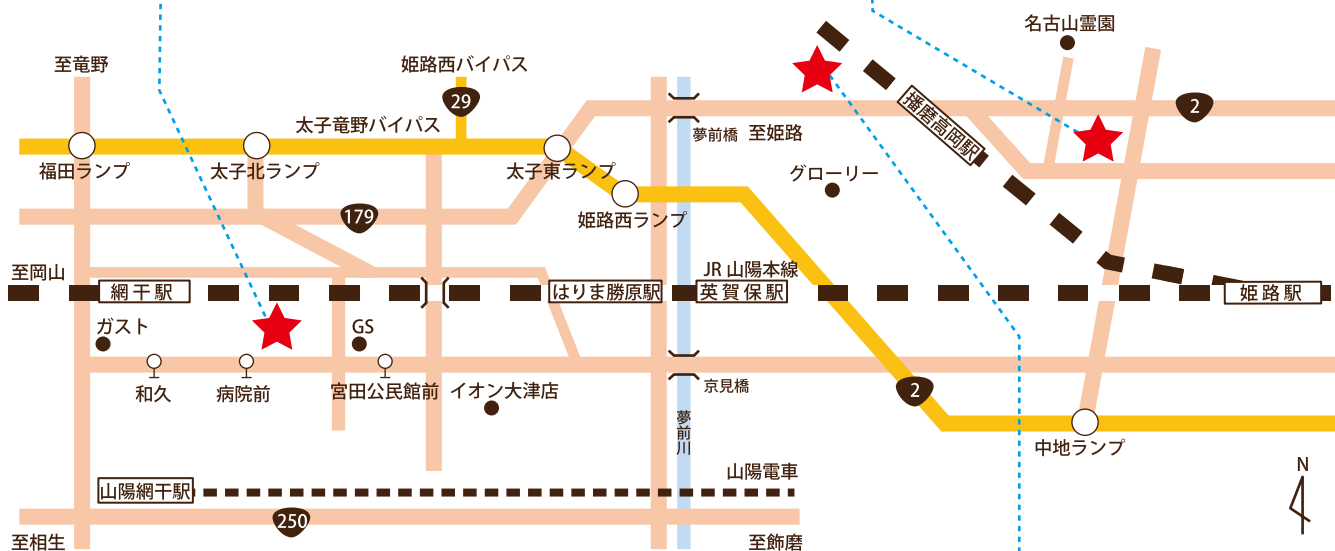 名古山霊園
至竜野
姫路西バイパス
29
2
太子竜野バイパス
夢前橋
至姫路
播磨高岡駅
福田ランプ
太子北ランプ
太子東ランプ
グローリー
179
姫路西ランプ
至岡山
JR 山陽本線
網干駅
はりま勝原駅
英賀保駅
姫路駅
ガスト
GS
和久
病院前
宮田公民館前
イオン大津店
京見橋
2
夢前川
中地ランプ
山陽電車
N
山陽網干駅
250
至相生
至飾磨